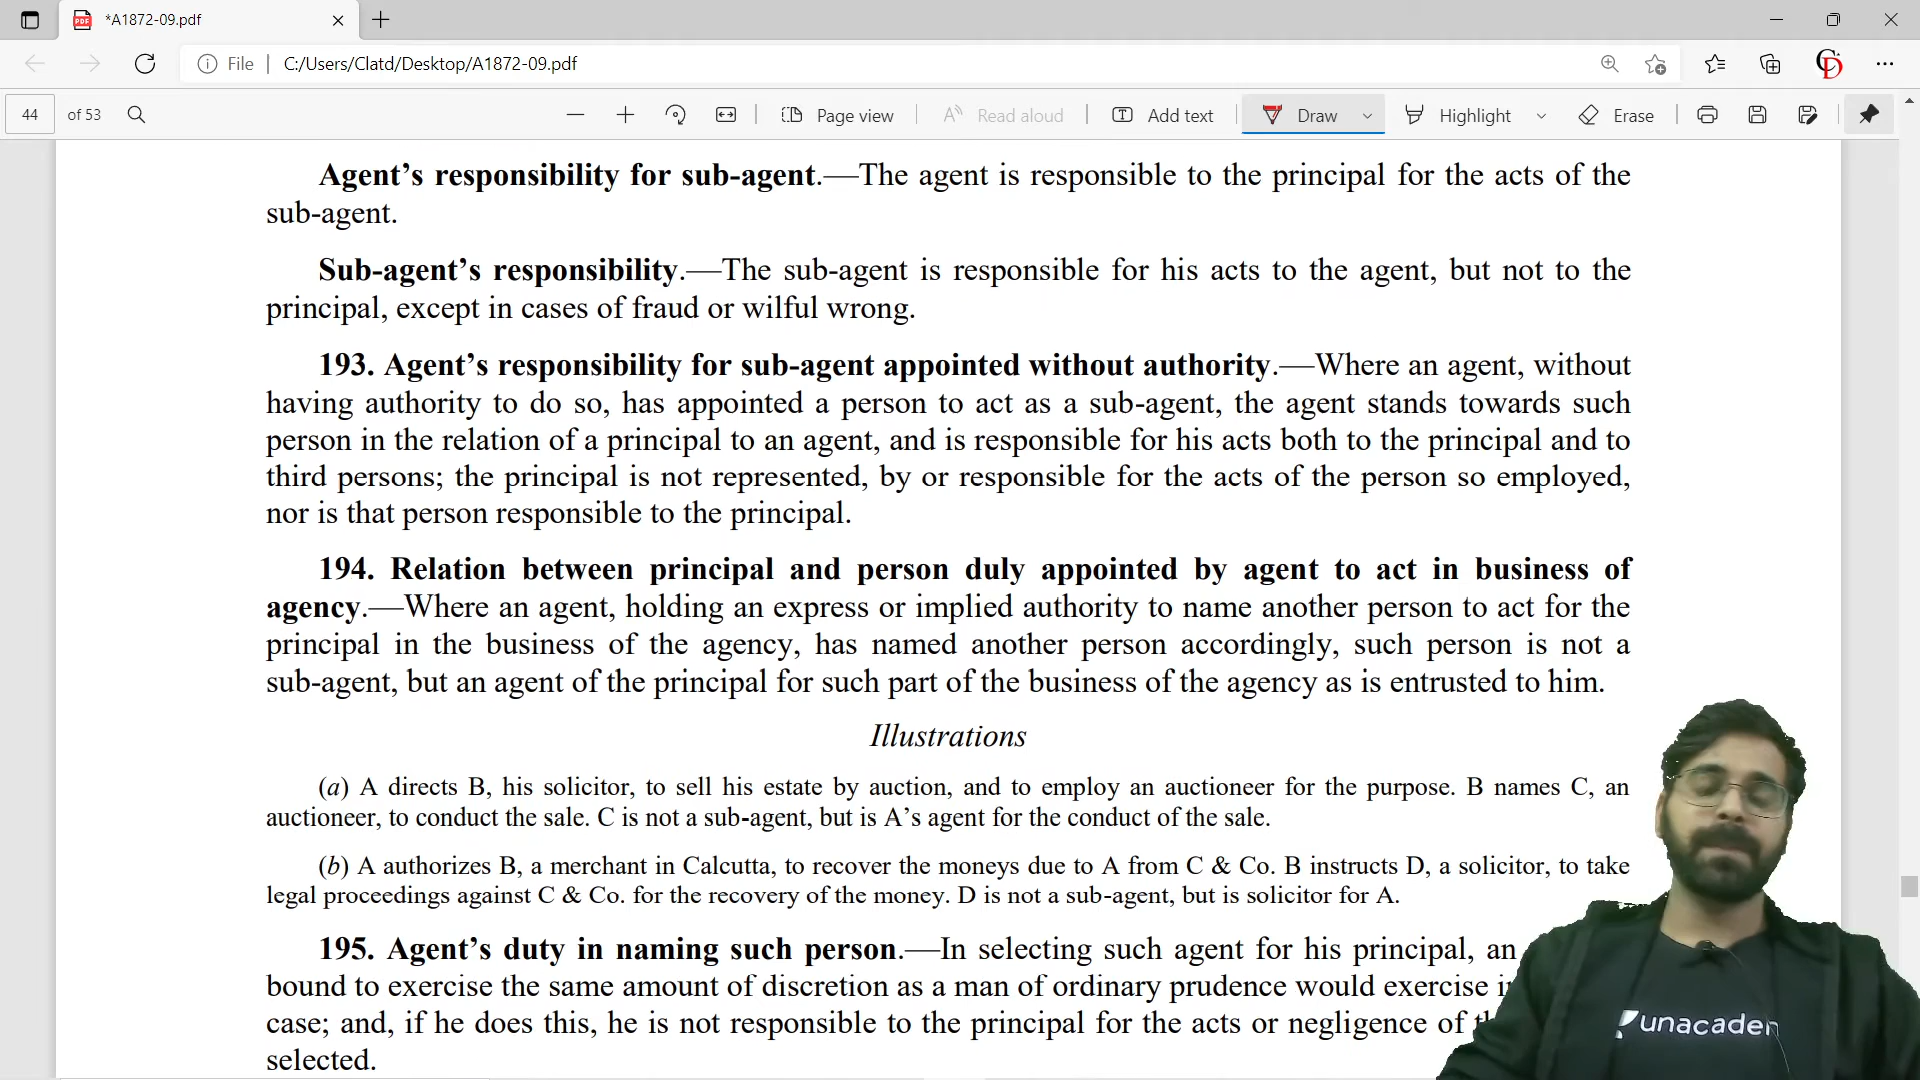 *A1872-09.pdf
File C:/Users/Clatd/Desktop/A1872-09.pdf
44 of 53 Page view Read aloud Add text Draw Highlight Erase
Agent’s responsibility for sub-agent.—The agent is responsible to the principal for the acts of the
sub-agent.
Sub-agent’s responsibility.—The sub-agent is responsible for his acts to the agent, but not to the
principal, except in cases of fraud or wilful wrong.
193. Agent’s responsibility for sub-agent appointed without authority.—Where an agent, without
having authority to do so, has appointed a person to act as a sub-agent, the agent stands towards such
person in the relation of a principal to an agent, and is responsible for his acts both to the principal and to
third persons; the principal is not represented, by or responsible for the acts of the person so employed,
nor is that person responsible to the principal.
194. Relation between principal and person duly appointed by agent to act in business of
agency.—Where an agent, holding an express or implied authority to name another person to act for the
principal in the business of the agency, has named another person accordingly, such person is not a
sub-agent, but an agent of the principal for such part of the business of the agency as is entrusted to him.
Illustrations
(a) A directs B, his solicitor, to sell his estate by auction, and to employ an auctioneer for the purpose. B names C, an
auctioneer, to conduct the sale. C is not a sub-agent, but is A’s agent for the conduct of the sale.
(b) A authorizes B, a merchant in Calcutta, to recover the moneys due to A from C & Co. B instructs D, a solicitor, to take
legal proceedings against C & Co. for the recovery of the money. D is not a sub-agent, but is solicitor for A.
195. Agent’s duty in naming such person.—In selecting such agent for his principal, an
bound to exercise the same amount of discretion as a man of ordinary prudence would exercise
case; and, if he does this, he is not responsible to the principal for the acts or negligence of
selected.
unacadem